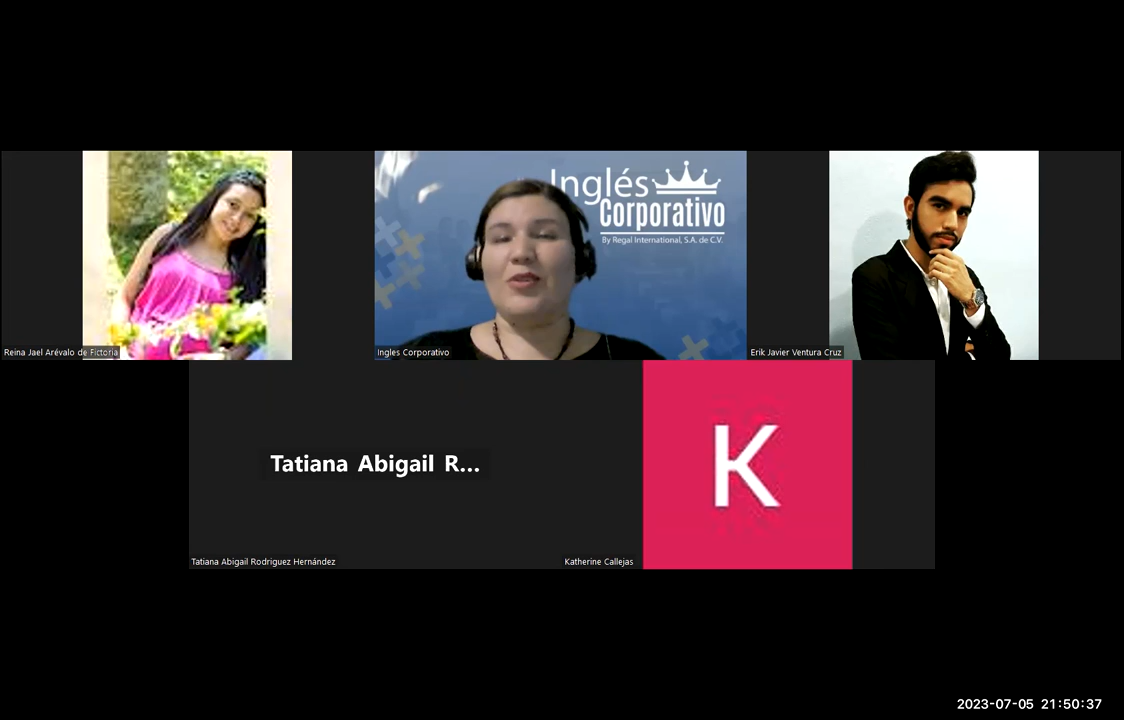 Inglés
Corporativo
By Regal International, S.A. de C.V.
Reina Jael Arévalo de Fictoria
Ingles Corporativo
Erik Javier Ventura Cruz
Tatiana Abigail R...
K
Tatiana Abigail Rodriguez Hernández
Katherine Callejas
2023-07-05 21:50:37